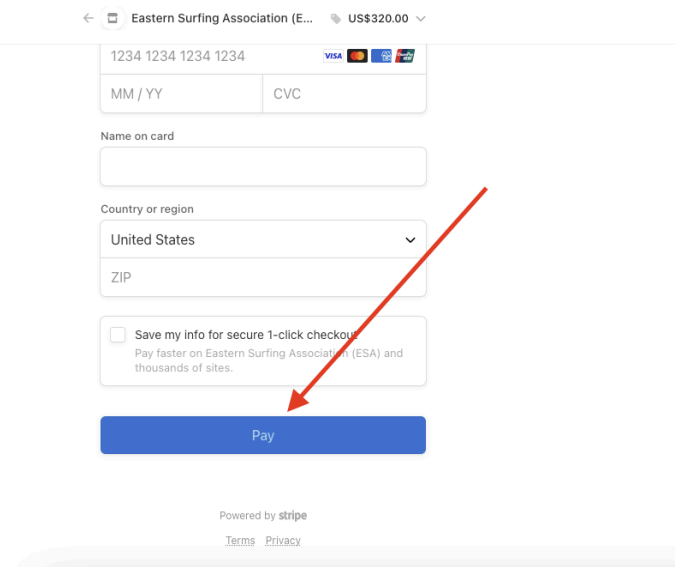 Eastern Surfing Association (E... US$320.00
1234 1234 1234 1234 VISA
MM / YY CVC
Name on card
Country or region
United States
ZIP
Save my info for secure 1-click checkout
Pay faster on Eastern Surfing Association (ESA) and
thousands of sites.
Pay
Powered by stripe
Terms Privacy